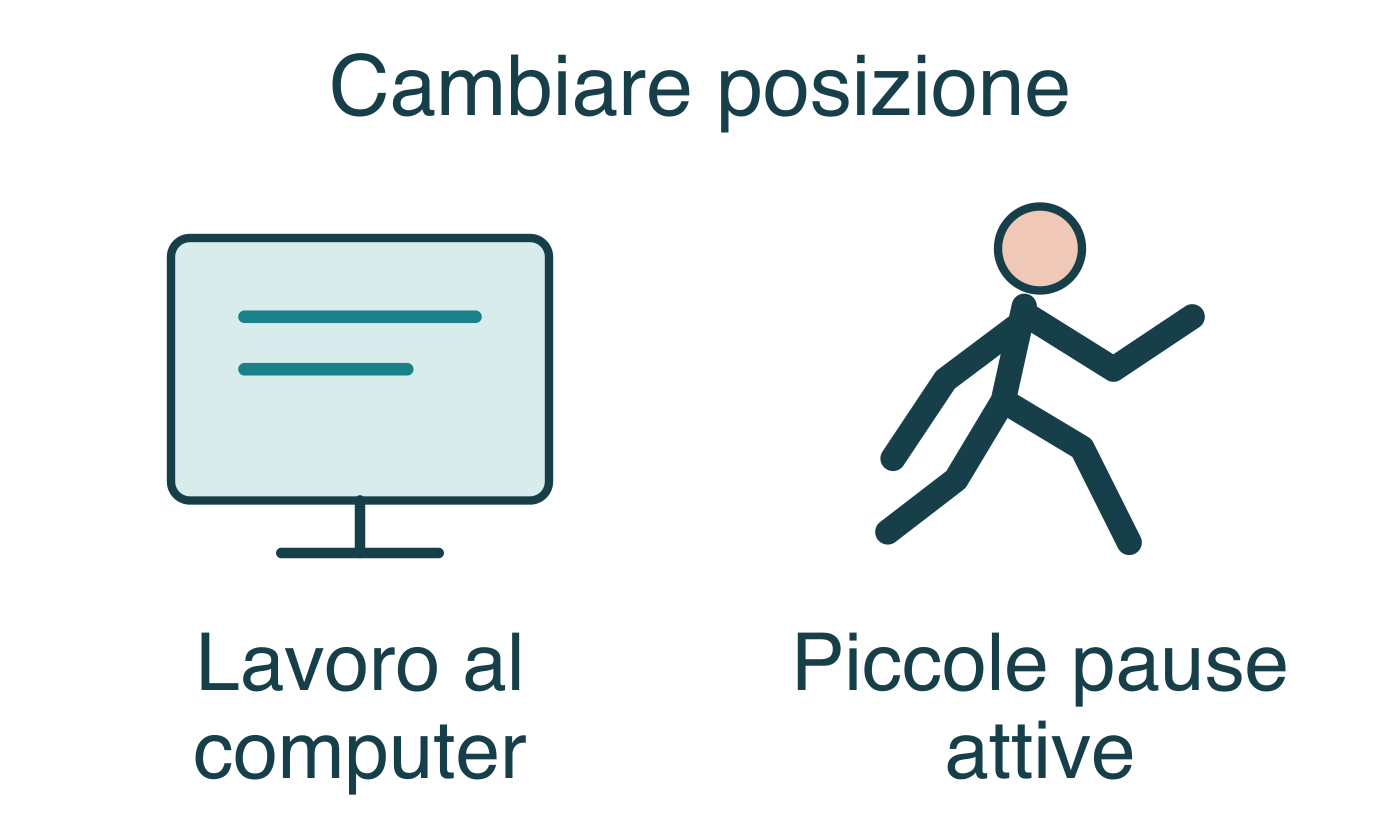 Cambiare posizione
Lavoro al
computer
Piccole pause
attive